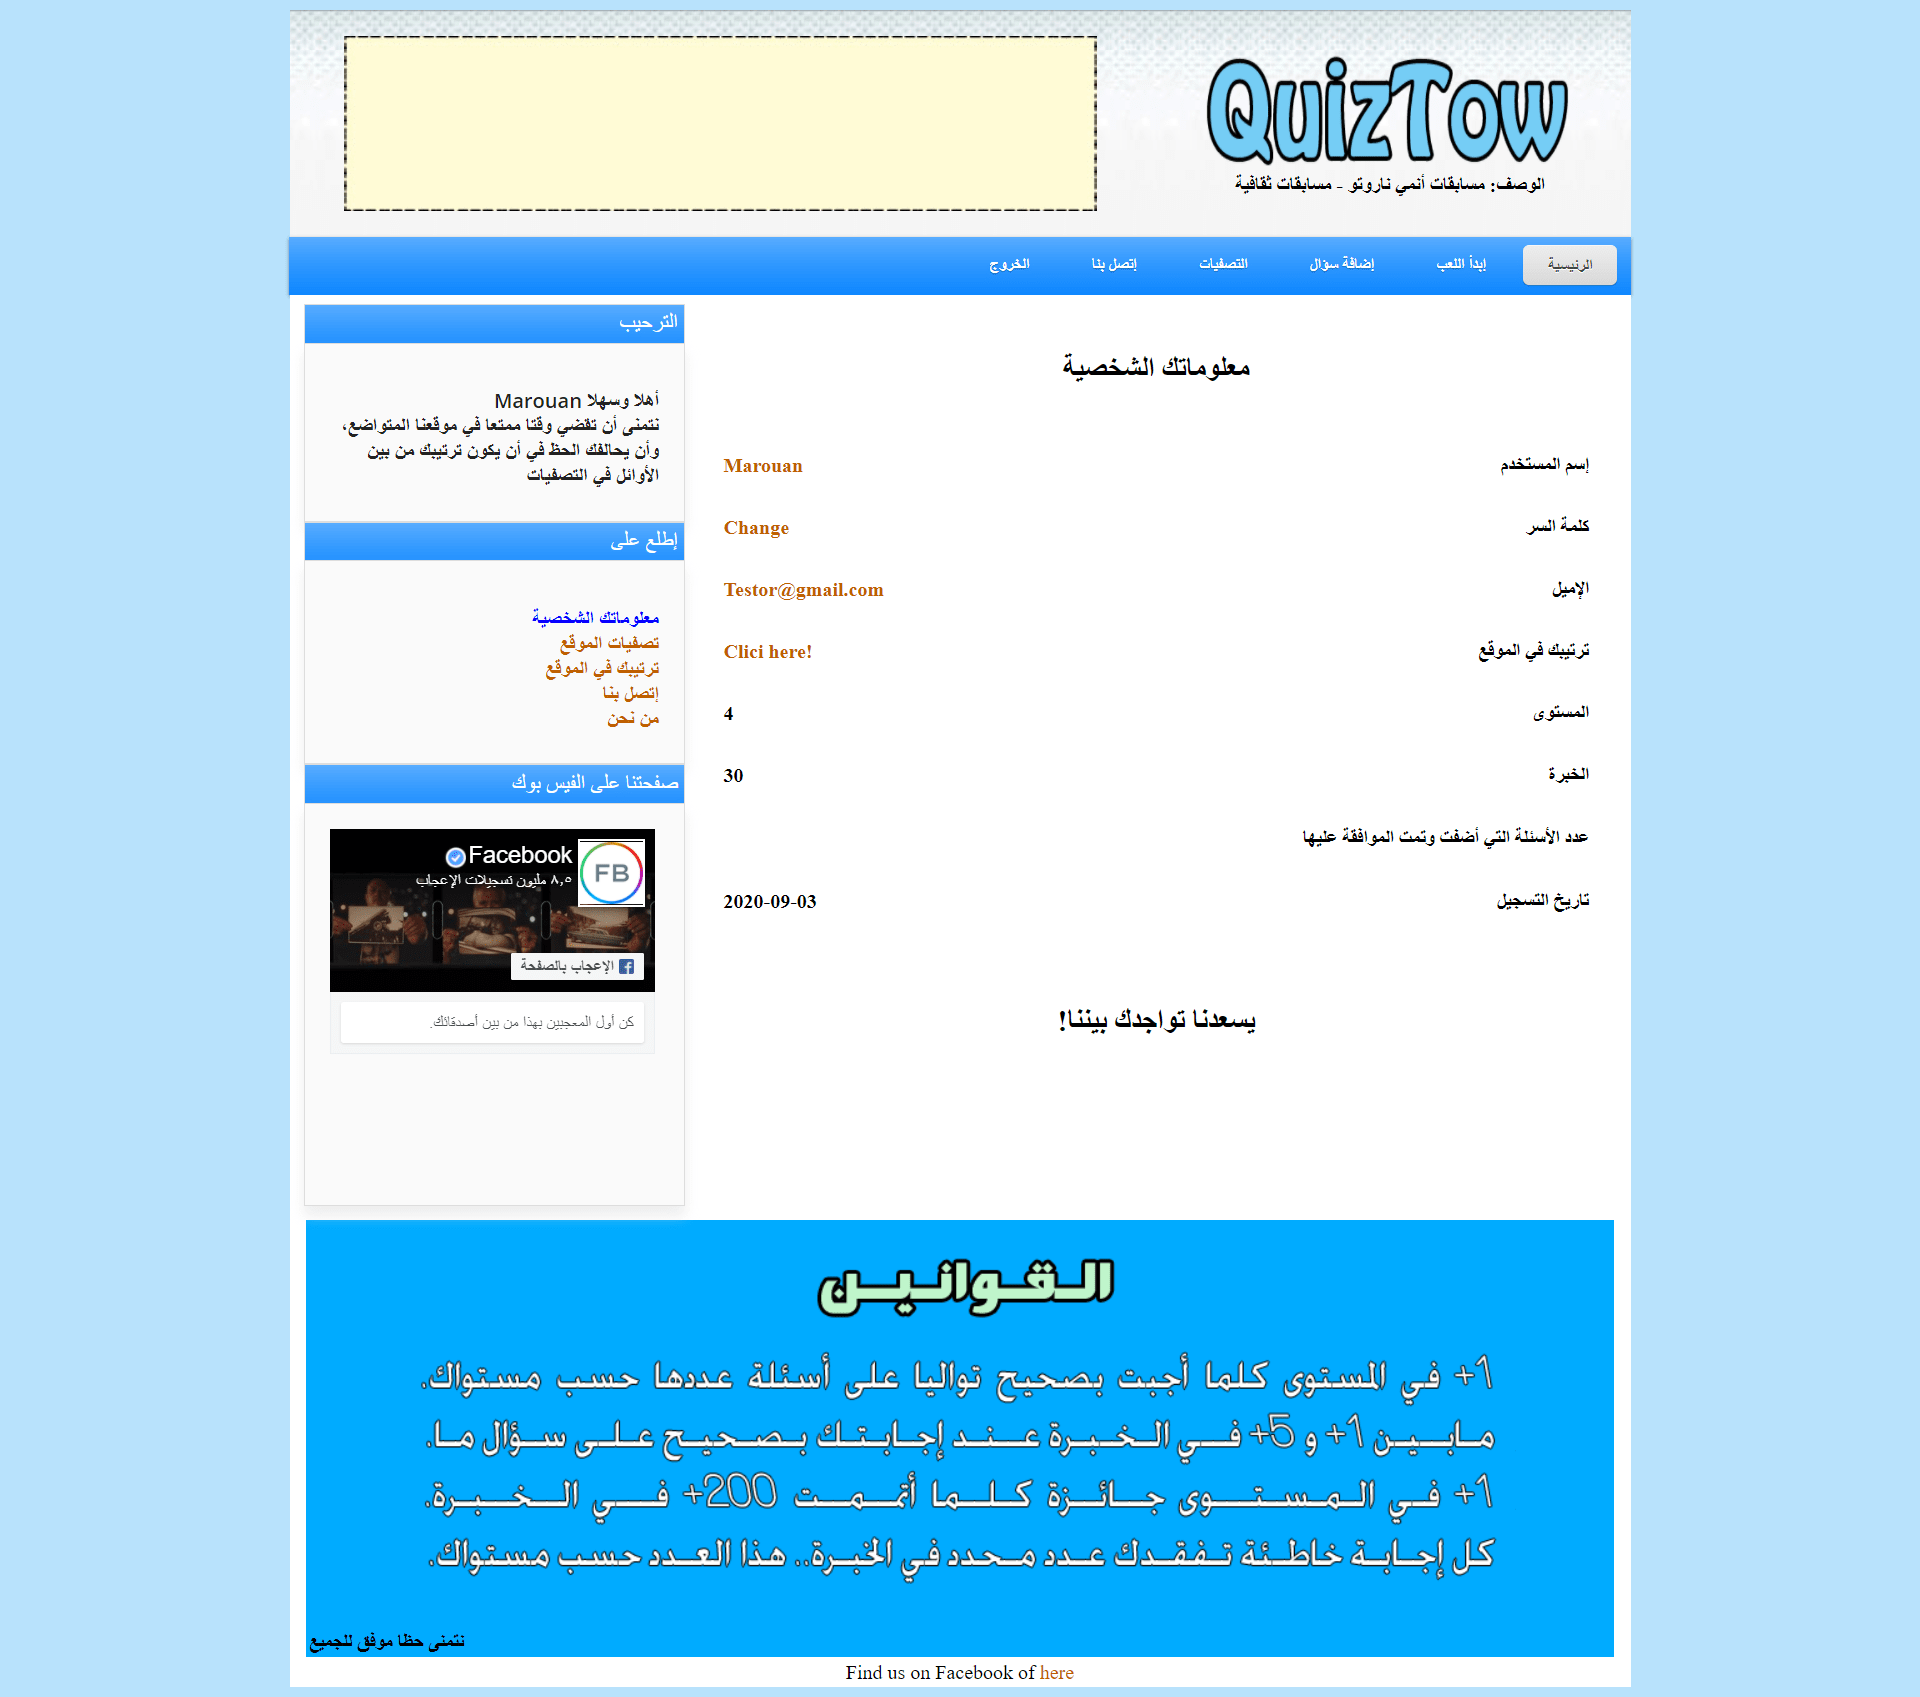 QuizTow
الوصف: مسابقات أنمي ناروتو - مسابقات ثقافية
الرئيسية إبدأ اللعب إضافة سؤال التصفيات إتصل بنا الخروج
معلوماتك الشخصية
إسم المستخدم Marouan
كلمة السر Change
الإميل Testor@gmail.com
ترتيبك في الموقع Clici here!
المستوى 4
الخبرة 30
عدد الأسئلة التي أضفت وتمت الموافقة عليها
تاريخ التسجيل 2020-09-03
يسعدنا تواجدك بيننا!
الترحيب
أهلا وسهلا Marouan
نتمنى أن تقضي وقتا ممتعا في موقعنا المتواضع،
وأن يحالفك الحظ في أن يكون ترتيبك من بين
الأوائل في التصفيات
إطلع على
معلوماتك الشخصية
تصفيات الموقع
ترتيبك في الموقع
إتصل بنا
من نحن
صفحتنا على الفيس بوك
FB
Facebook
٨,٥ مليون تسجيلات الإعجاب
الإعجاب بالصفحة
كن أول المعجبين بهذا من بين أصدقائك.
القوانين
+1 في المستوى كلما أجبت بصحيح تواليا على أسئلة عددها حسب مستواك.
مابين +1 و +5 في الخبرة عند إجابتك بصحيح على سؤال ما.
+1 في المستوى جائزة كلما أتممت +200 في الخبرة.
كل إجابة خاطئة تفقدك عدد محدد في الخبرة.. هذا العدد حسب مستواك.
نتمنى حظا موفق للجميع
Find us on Facebook of here